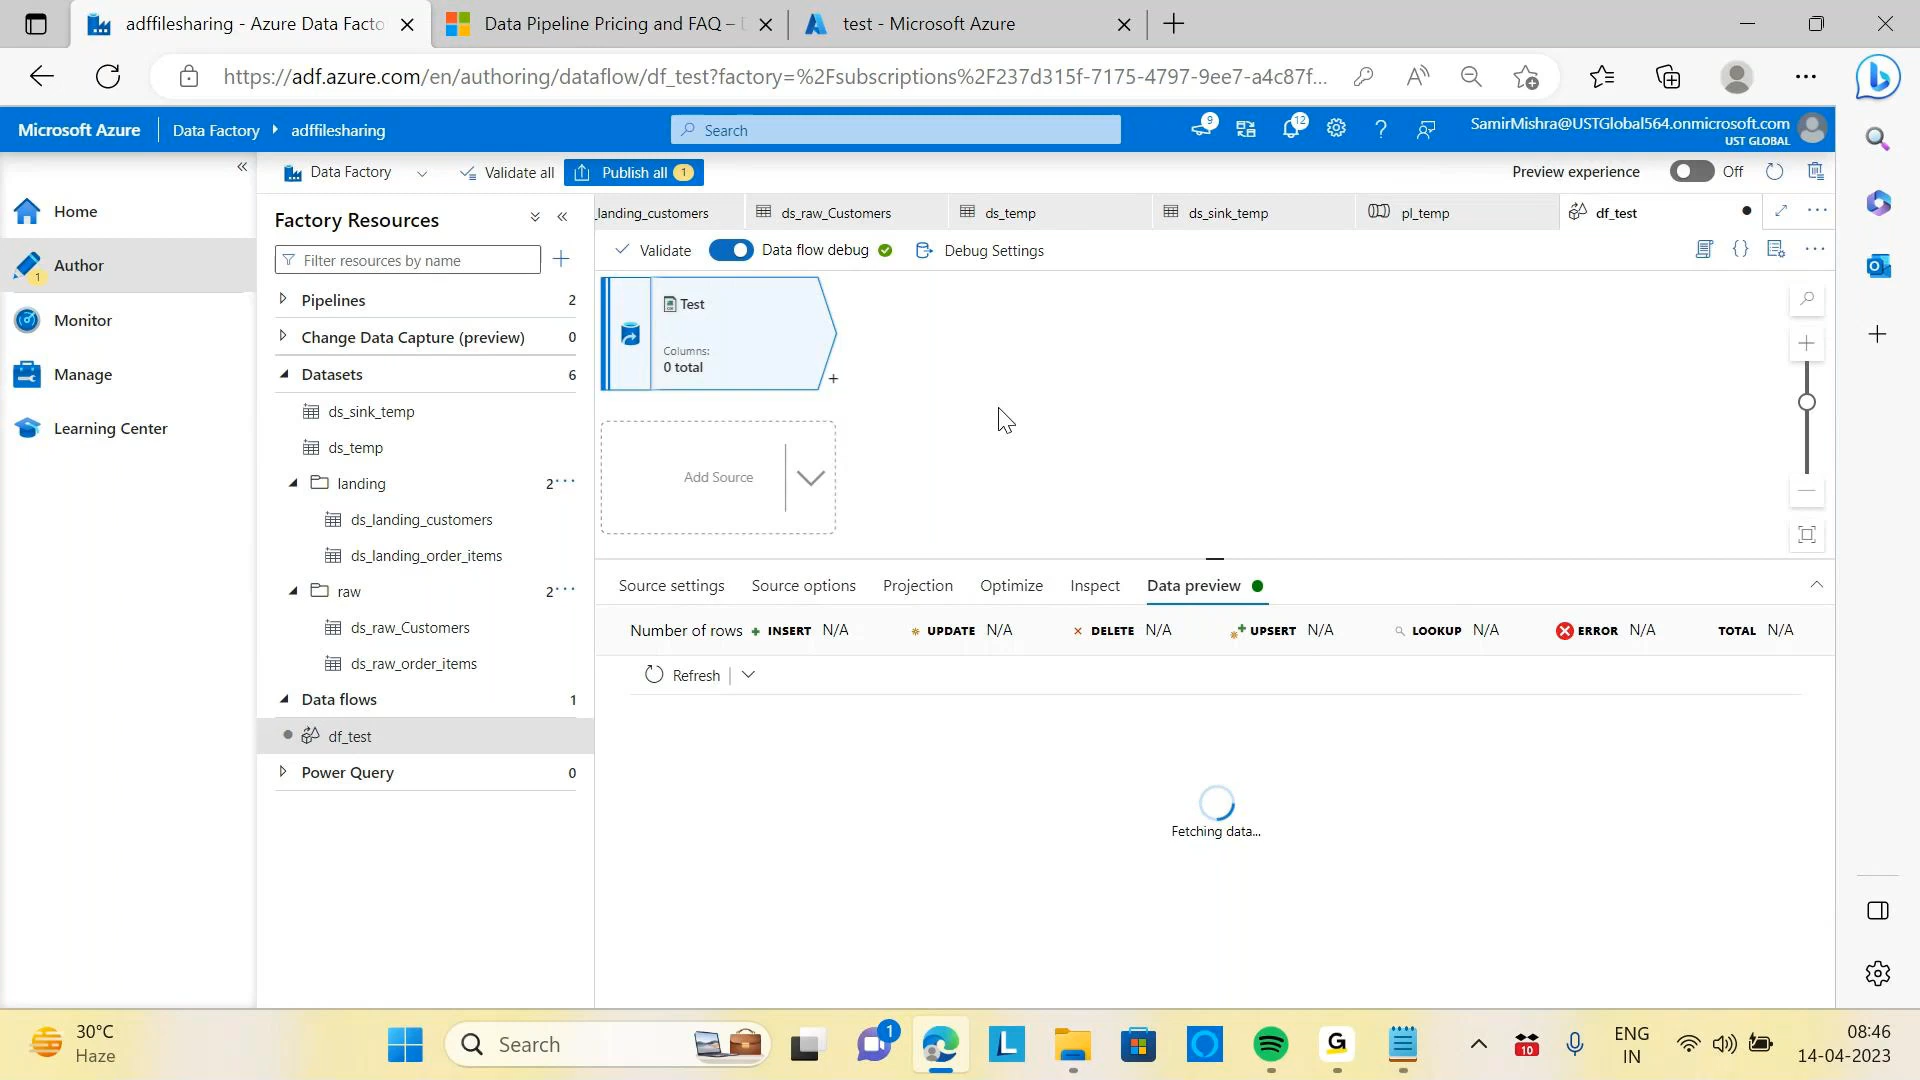 adffilesharing - Azure Data Facto
Data Pipeline Pricing and FAQ –
test - Microsoft Azure
https://adf.azure.com/en/authoring/dataflow/df_test?factory=%2Fsubscriptions%2F237d315f-7175-4797-9ee7-a4c87f...
Microsoft Azure
Data Factory
adffilesharing
Search
9
12
SamirMishra@USTGlobal564.onmicrosoft.com
UST GLOBAL
Data Factory
Validate all
Publish all 1
Preview experience
Off
Home
Author
1
Monitor
Manage
Learning Center
Factory Resources
Filter resources by name
Pipelines 2
Change Data Capture (preview) 0
Datasets 6
ds_sink_temp
ds_temp
landing 2
ds_landing_customers
ds_landing_order_items
raw 2
ds_raw_Customers
ds_raw_order_items
Data flows 1
df_test
Power Query 0
_landing_customers
ds_raw_Customers
ds_temp
ds_sink_temp
pl_temp
df_test
Validate
Data flow debug
Debug Settings
Test
Columns:
0 total
Add Source
Source settings
Source options
Projection
Optimize
Inspect
Data preview
Number of rows + INSERT N/A UPDATE N/A DELETE N/A UPSERT N/A LOOKUP N/A ERROR N/A TOTAL N/A
Refresh
Fetching data...
30°C
Haze
Search
1
L
G
10
ENG
IN
08:46
14-04-2023